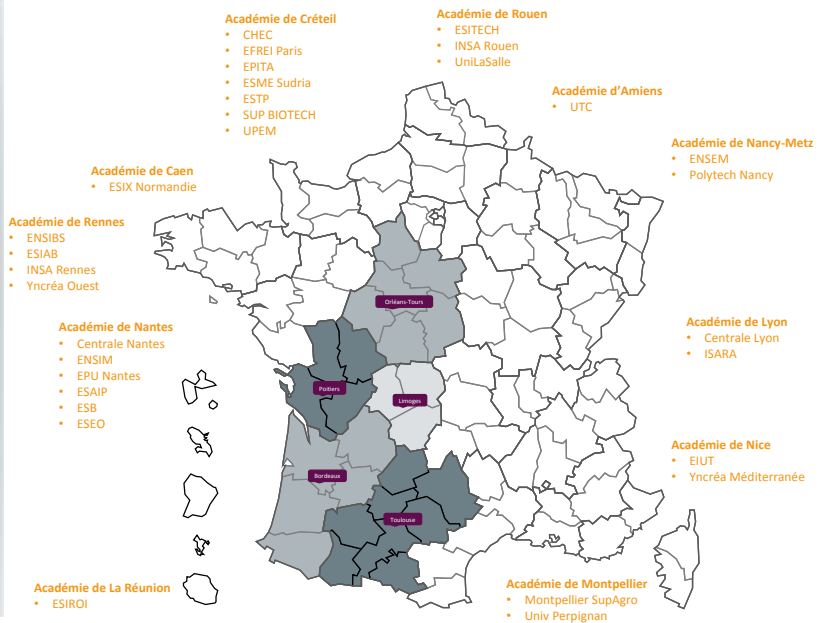 Académie de Créteil
• CHEC
• EFREI Paris
• EPITA
• ESME Sudria
• ESTP
• SUP BIOTECH
• UPEM
Académie de Rouen
• ESITECH
• INSA Rouen
• UniLaSalle
Académie d'Amiens
• UTC
Académie de Nancy-Metz
• ENSEM
• Polytech Nancy
Académie de Caen
• ESIX Normandie
Académie de Rennes
• ENSIBS
• ESIAB
• INSA Rennes
• Yncréa Ouest
Académie de Nantes
• Centrale Nantes
• ENSIM
• EPU Nantes
• ESAIP
• ESB
• ESEO
Orléans-Tours
Poitiers
Limoges
Bordeaux
Toulouse
Académie de Lyon
• Centrale Lyon
• ISARA
Académie de Nice
• EIUT
• Yncréa Méditerranée
Académie de La Réunion
• ESIROI
Académie de Montpellier
• Montpellier SupAgro
• Univ Perpignan